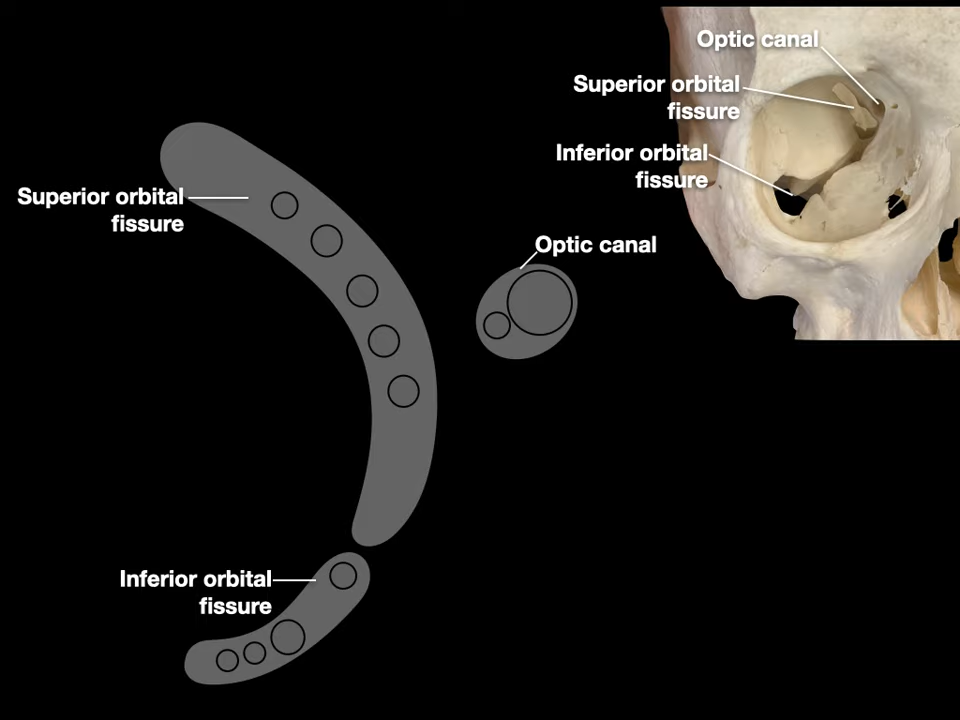 Optic canal
Superior orbital
fissure
Inferior orbital
fissure
Superior orbital
fissure
Optic canal
Inferior orbital
fissure